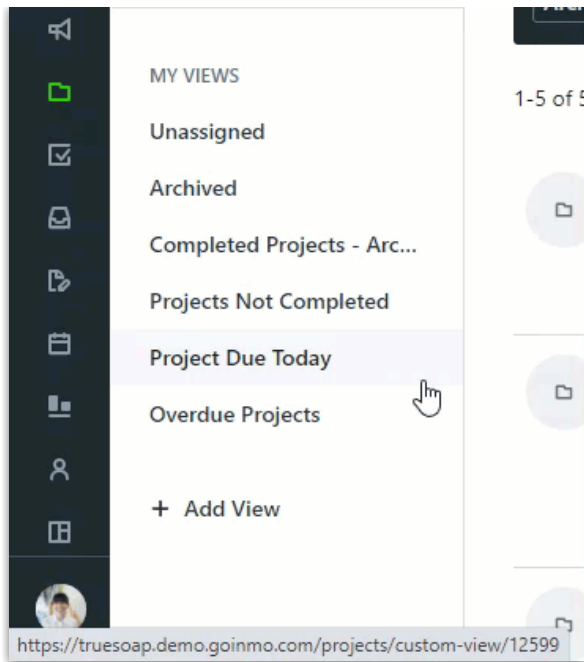 MY VIEWS
1-5 of
Unassigned
Archived
Completed Projects - Arc...
Projects Not Completed
Project Due Today
Overdue Projects
+ Add View
https://truesoap.demo.goinmo.com/projects/custom-view/12599